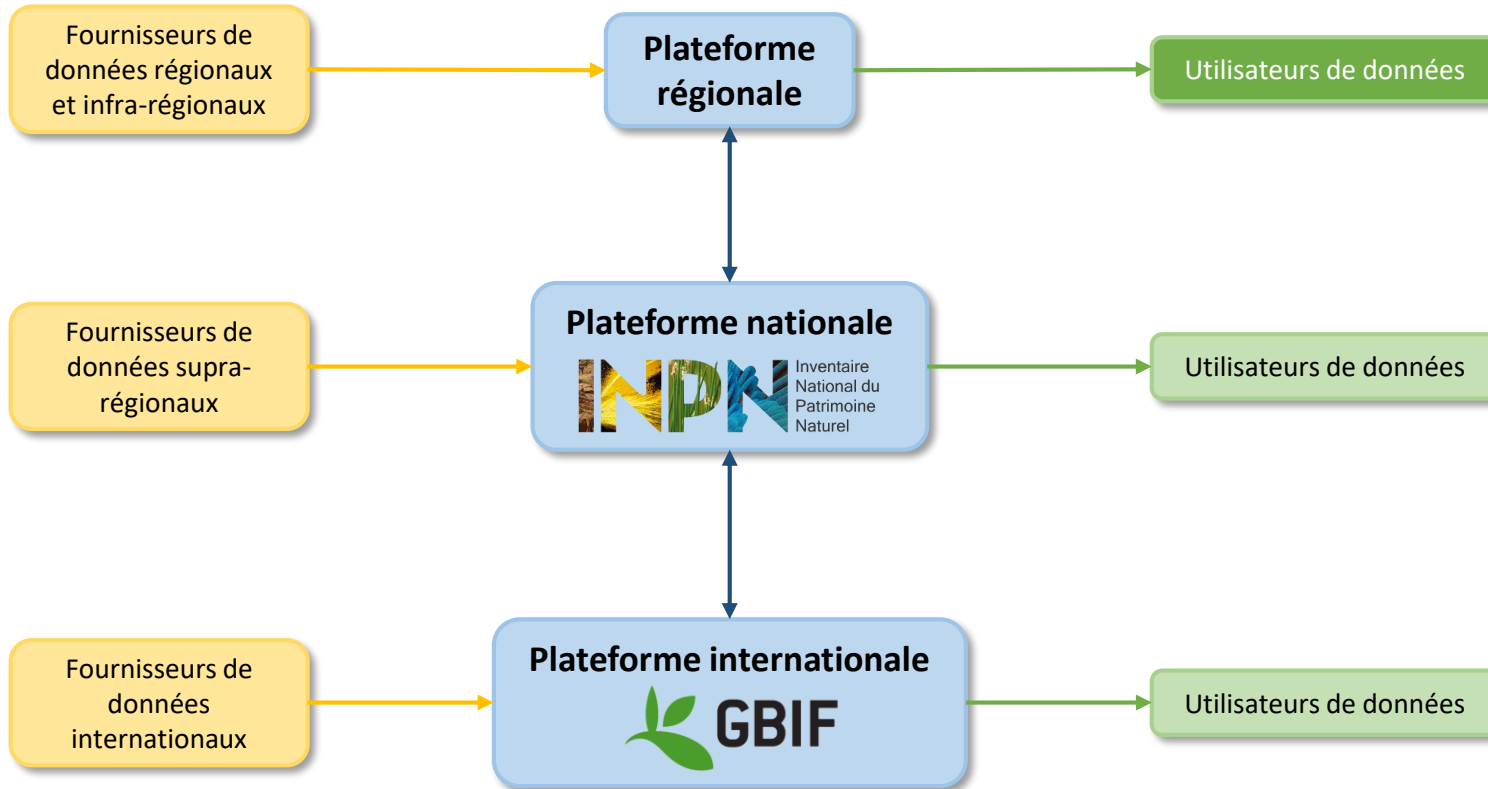 Fournisseurs de
données régionaux
et infra-régionaux
Plateforme
régionale
Utilisateurs de données
Fournisseurs de
données supra-
régionaux
Plateforme nationale
INPN
Inventaire
National du
Patrimoine
Naturel
Utilisateurs de données
Fournisseurs de
données
internationaux
Plateforme internationale
GBIF
Utilisateurs de données